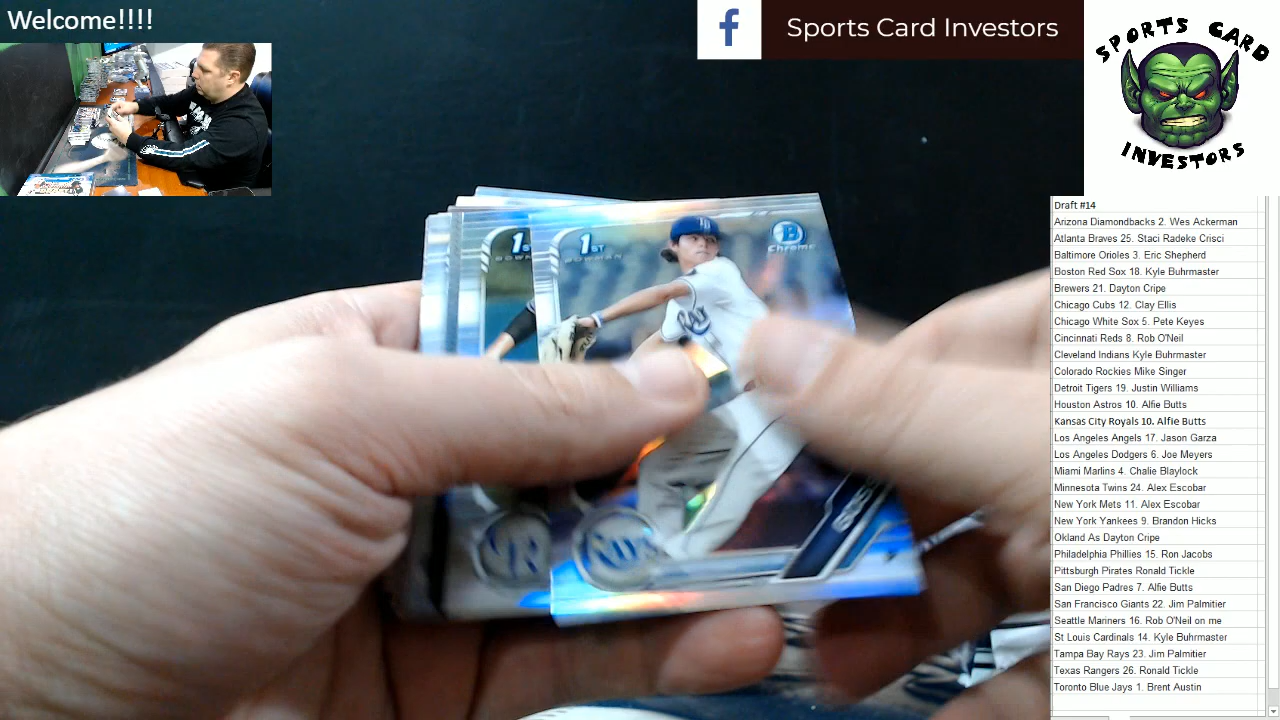 Welcome!!!!
f Sports Card Investors
SPORTS CARD
INVESTORS
1ST
BOWMAN
B
Chrome
RAYS
Draft #14
Arizona Diamondbacks 2. Wes Ackerman
Atlanta Braves 25. Staci Radeke Crisci
Baltimore Orioles 3. Eric Shepherd
Boston Red Sox 18. Kyle Buhrmaster
Brewers 21. Dayton Cripe
Chicago Cubs 12. Clay Ellis
Chicago White Sox 5. Pete Keyes
Cincinnati Reds 8. Rob O'Neil
Cleveland Indians Kyle Buhrmaster
Colorado Rockies Mike Singer
Detroit Tigers 19. Justin Williams
Houston Astros 10. Alfie Butts
Kansas City Royals 10. Alfie Butts
Los Angeles Angels 17. Jason Garza
Los Angeles Dodgers 6. Joe Meyers
Miami Marlins 4. Chalie Blaylock
Minnesota Twins 24. Alex Escobar
New York Mets 11. Alex Escobar
New York Yankees 9. Brandon Hicks
Okland As Dayton Cripe
Philadelphia Phillies 15. Ron Jacobs
Pittsburgh Pirates Ronald Tickle
San Diego Padres 7. Alfie Butts
San Francisco Giants 22. Jim Palmitier
Seattle Mariners 16. Rob O'Neil on me
St Louis Cardinals 14. Kyle Buhrmaster
Tampa Bay Rays 23. Jim Palmitier
Texas Rangers 26. Ronald Tickle
Toronto Blue Jays 1. Brent Austin